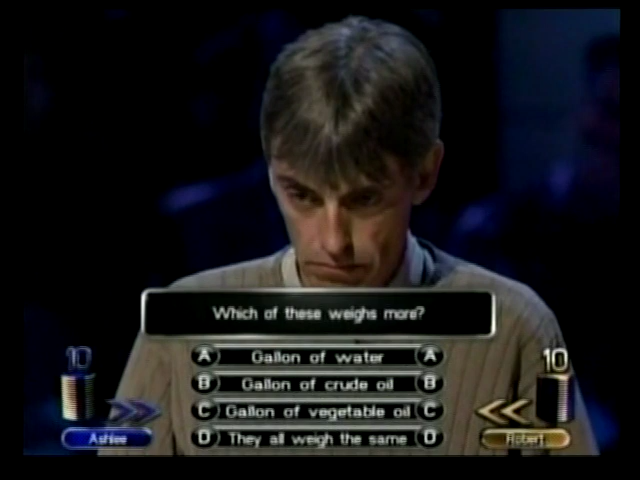 Which of these weighs more?
A Gallon of water A
B Gallon of crude oil B
C Gallon of vegetable oil C
D They all weigh the same D
10 10
Ashlee Robert